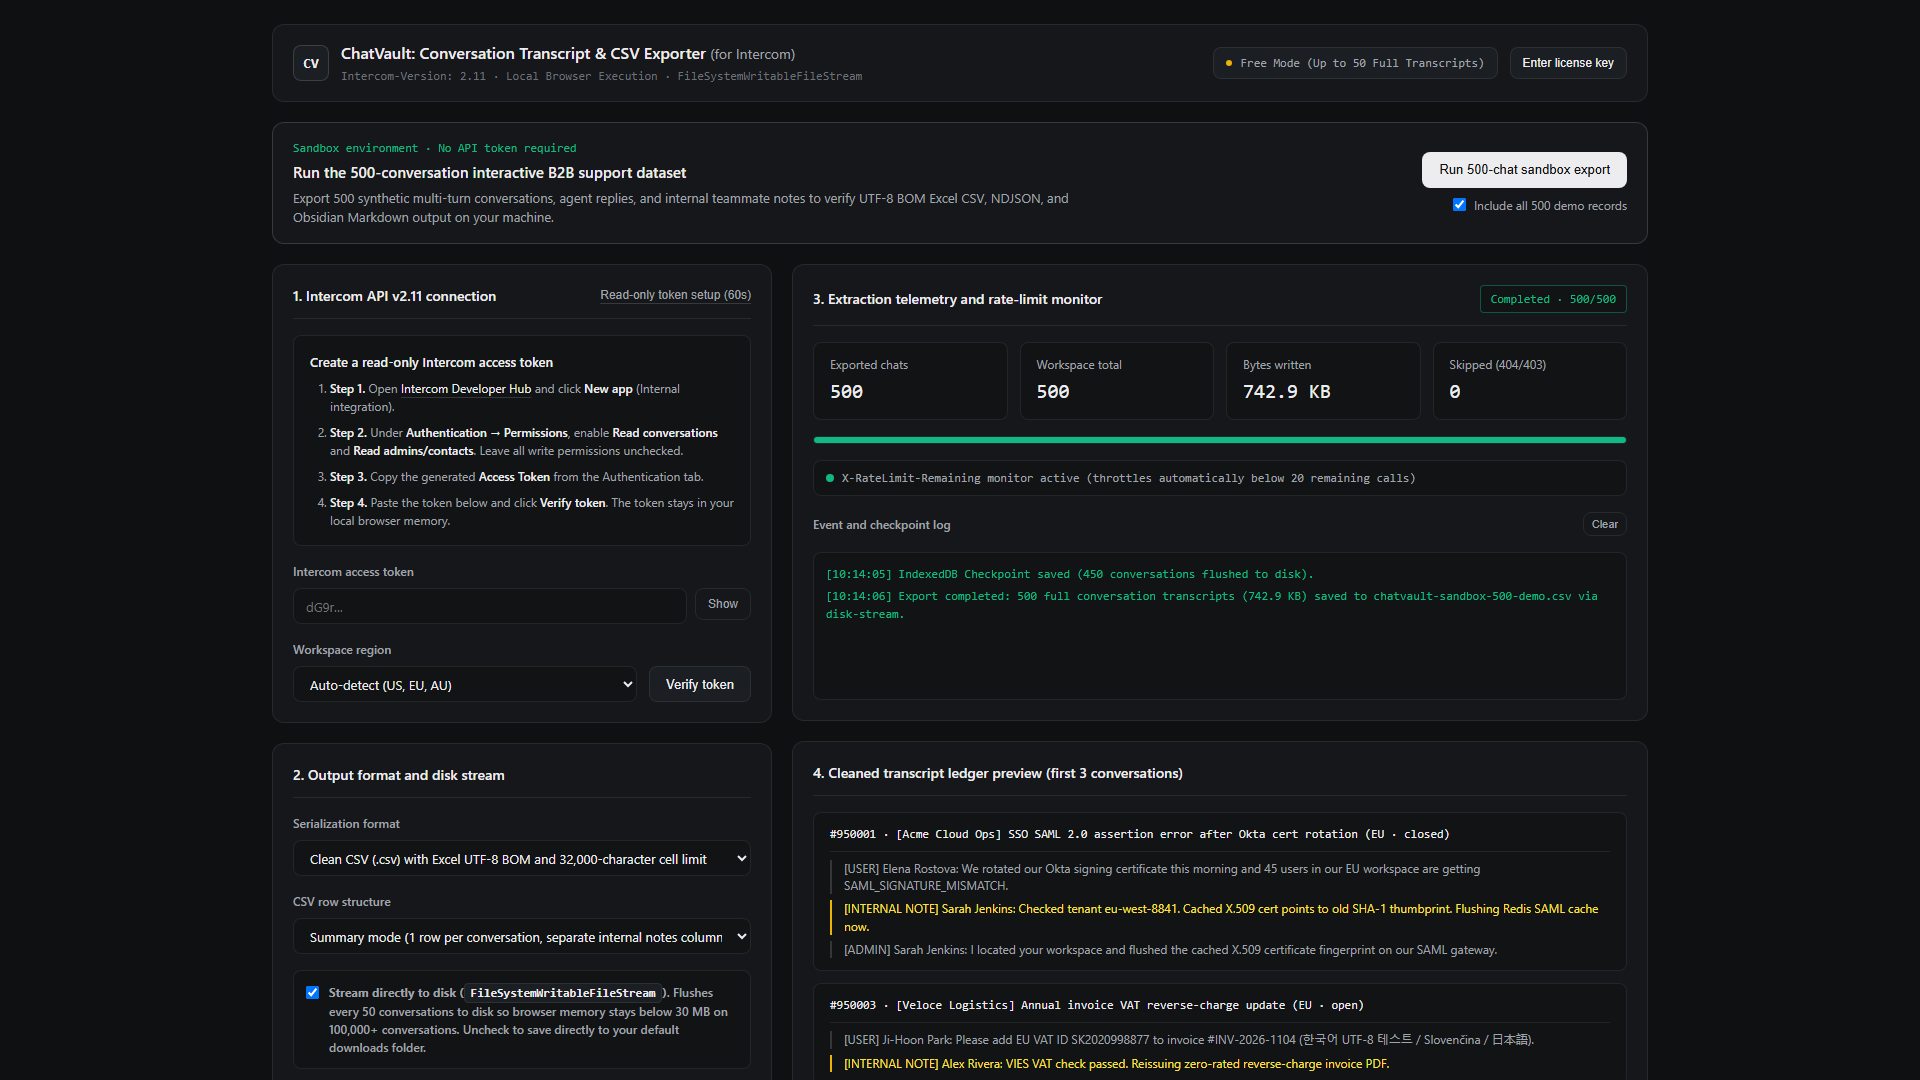 CV
ChatVault: Conversation Transcript & CSV Exporter (for Intercom)
Intercom-Version: 2.11 · Local Browser Execution · FileSystemWritableFileStream
Free Mode (Up to 50 Full Transcripts)
Enter license key
Sandbox environment · No API token required
Run the 500-conversation interactive B2B support dataset
Export 500 synthetic multi-turn conversations, agent replies, and internal teammate notes to verify UTF-8 BOM Excel CSV, NDJSON, and
Obsidian Markdown output on your machine.
Run 500-chat sandbox export
Include all 500 demo records
1. Intercom API v2.11 connection
Read-only token setup (60s)
Create a read-only Intercom access token
1. Step 1. Open Intercom Developer Hub and click New app (Internal
integration).
2. Step 2. Under Authentication → Permissions, enable Read conversations
and Read admins/contacts. Leave all write permissions unchecked.
3. Step 3. Copy the generated Access Token from the Authentication tab.
4. Step 4. Paste the token below and click Verify token. The token stays in your
local browser memory.
Intercom access token
dG9r...
Show
Workspace region
Auto-detect (US, EU, AU)
Verify token
2. Output format and disk stream
Serialization format
Clean CSV (.csv) with Excel UTF-8 BOM and 32,000-character cell limit
CSV row structure
Summary mode (1 row per conversation, separate internal notes column
Stream directly to disk (FileSystemWritableFileStream). Flushes
every 50 conversations to disk so browser memory stays below 30 MB on
100,000+ conversations. Uncheck to save directly to your default
downloads folder.
3. Extraction telemetry and rate-limit monitor
Completed · 500/500
Exported chats
500
Workspace total
500
Bytes written
742.9 KB
Skipped (404/403)
0
X-RateLimit-Remaining monitor active (throttles automatically below 20 remaining calls)
Event and checkpoint log
Clear
[10:14:05] IndexedDB Checkpoint saved (450 conversations flushed to disk).
[10:14:06] Export completed: 500 full conversation transcripts (742.9 KB) saved to chatvault-sandbox-500-demo.csv via
disk-stream.
4. Cleaned transcript ledger preview (first 3 conversations)
#950001 · [Acme Cloud Ops] SSO SAML 2.0 assertion error after Okta cert rotation (EU · closed)
[USER] Elena Rostova: We rotated our Okta signing certificate this morning and 45 users in our EU workspace are getting
SAML_SIGNATURE_MISMATCH.
[INTERNAL NOTE] Sarah Jenkins: Checked tenant eu-west-8841. Cached X.509 cert points to old SHA-1 thumbprint. Flushing Redis SAML cache
now.
[ADMIN] Sarah Jenkins: I located your workspace and flushed the cached X.509 certificate fingerprint on our SAML gateway.
#950003 · [Veloce Logistics] Annual invoice VAT reverse-charge update (EU · open)
[USER] Ji-Hoon Park: Please add EU VAT ID SK2020998877 to invoice #INV-2026-1104 (한국어 UTF-8 테스트 / Slovenčina / 日本語).
[INTERNAL NOTE] Alex Rivera: VIES VAT check passed. Reissuing zero-rated reverse-charge invoice PDF.